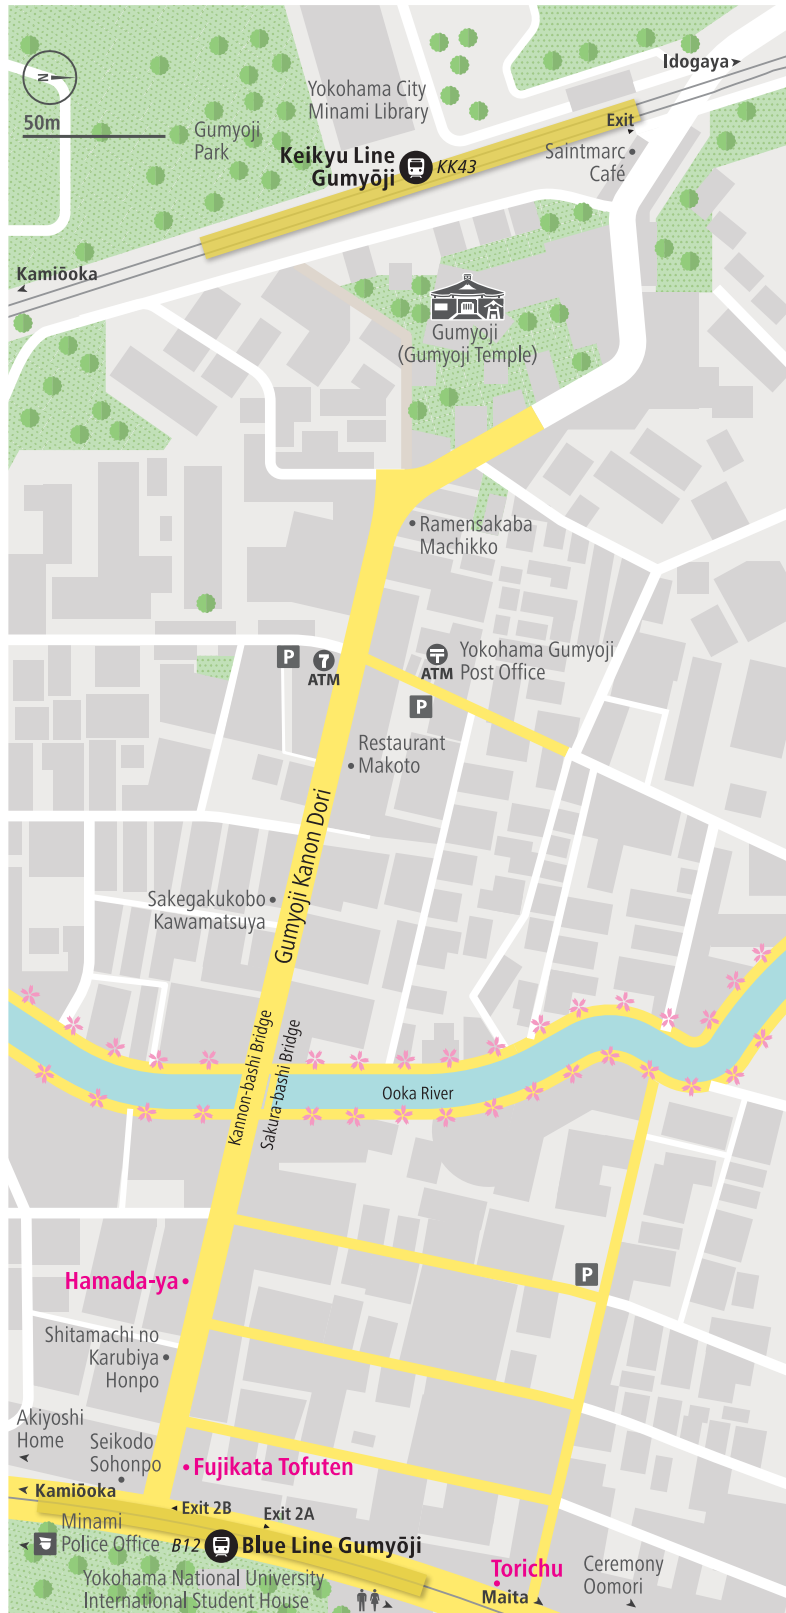 Idogaya
N
50m
Yokohama City
Minami Library
Gumyoji
Park
Exit
Saintmarc
Café
Keikyu Line
Gumyōji
KK43
Kamiōoka
Gumyoji
(Gumyoji Temple)
Ramensakaba
Machikko
P
7
ATM
〒
ATM
Yokohama Gumyoji
Post Office
P
Restaurant
Makoto
Gumyoji Kanon Dori
Sakegakukobo
Kawamatsuya
Kannon-bashi Bridge
Sakura-bashi Bridge
Ooka River
P
Hamada-ya
Shitamachi no
Karubiya
Honpo
Akiyoshi
Home
Seikodo
Sohonpo
Fujikata Tofuten
Kamiōoka
Exit 2B
Exit 2A
Minami
Police Office
B12
Blue Line Gumyōji
Yokohama National University
International Student House
Torichu
Maita
Ceremony
Oomori